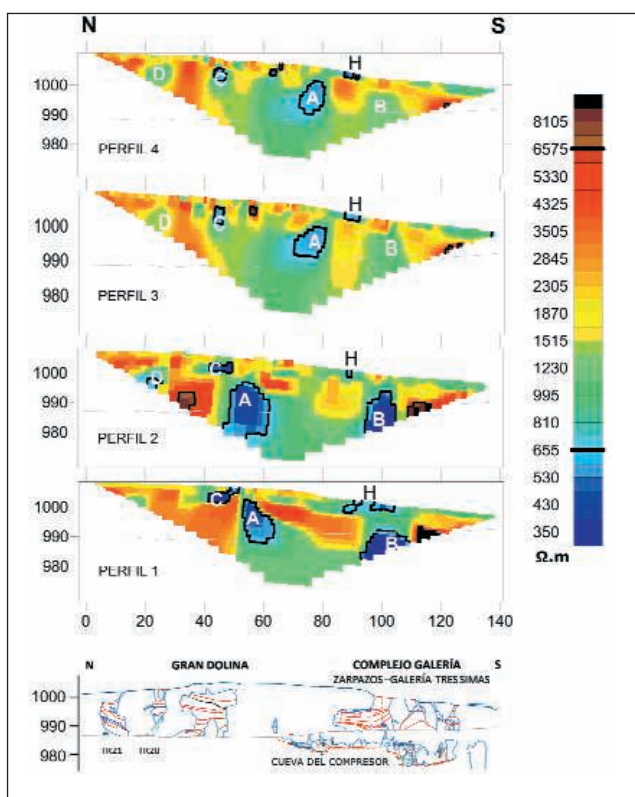 N S
D C H A B
1000
990
980
PERFIL 4
D C H A B
1000
990
980
PERFIL 3
D C H A B
1000
990
980
PERFIL 2
C H A B
1000
990
980
PERFIL 1
0 20 40 60 80 100 120 140
8105
6575
5330
4325
3505
2845
2305
1870
1515
1230
995
810
655
530
430
350
Ω.m
N GRAN DOLINA COMPLEJO GALERÍA S
ZARPAZOS-GALERÍA TRES SIMAS
1000
990
980
TR21 TR20
CUEVA DEL COMPRESOR